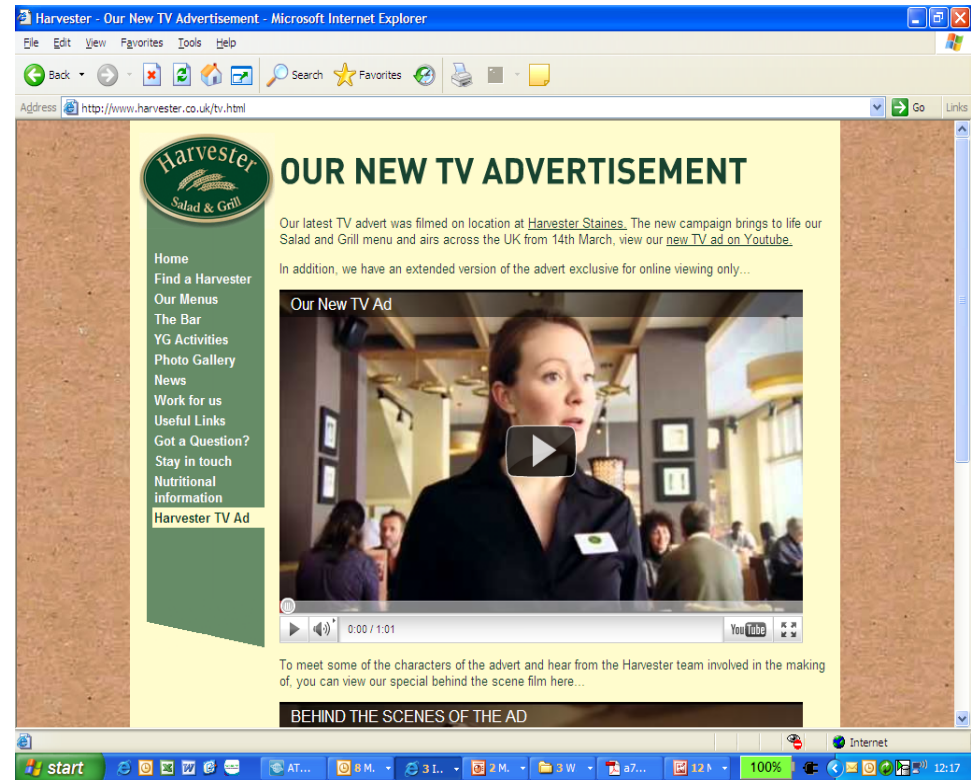 Harvester - Our New TV Advertisement - Microsoft Internet Explorer
File Edit View Favorites Tools Help
Back Search Favorites
Address http://www.harvester.co.uk/tv.html Go Links
Harvester
Salad & Grill
OUR NEW TV ADVERTISEMENT
Our latest TV advert was filmed on location at Harvester Staines. The new campaign brings to life our
Salad and Grill menu and airs across the UK from 14th March, view our new TV ad on Youtube.
In addition, we have an extended version of the advert exclusive for online viewing only...
Home
Find a Harvester
Our Menus
The Bar
YG Activities
Photo Gallery
News
Work for us
Useful Links
Got a Question?
Stay in touch
Nutritional
information
Harvester TV Ad
Our New TV Ad
0:00 / 1:01 YouTube
To meet some of the characters of the advert and hear from the Harvester team involved in the making
of, you can view our special behind the scene film here...
BEHIND THE SCENES OF THE AD
Internet
start AT... 8 M. 3 I.. 2 M. 3 W a7... 100% 12:17